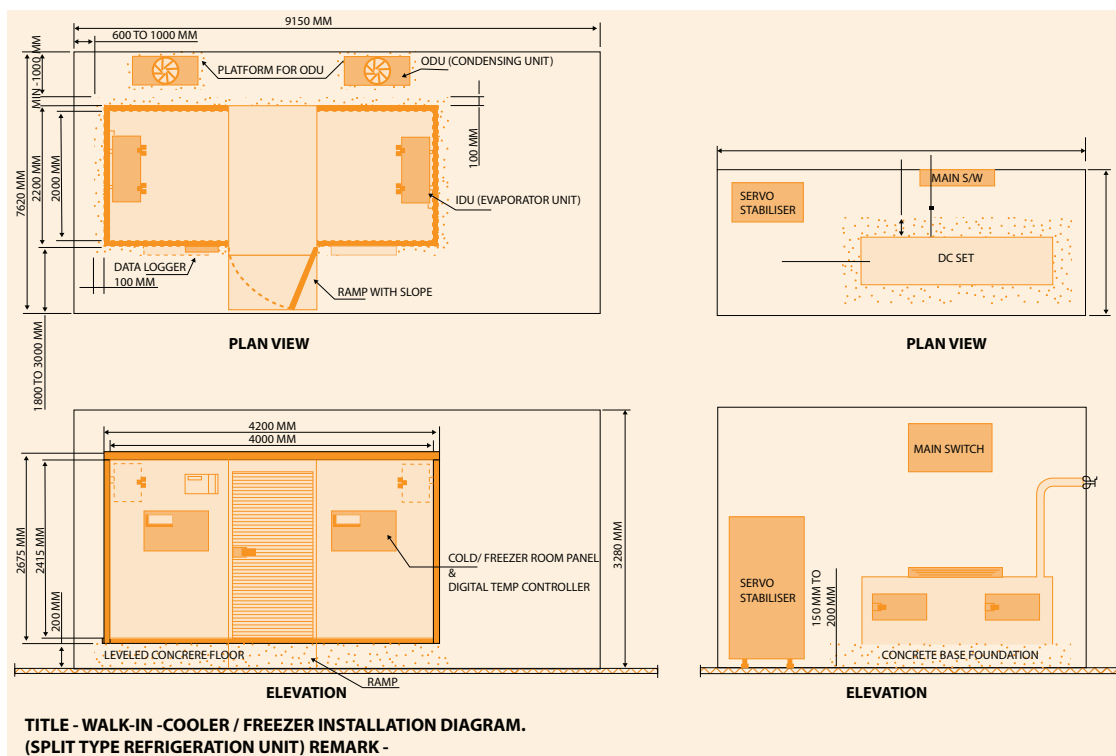 9150 MM
600 TO 1000 MM
PLATFORM FOR ODU
ODU (CONDENSING UNIT)
MIN -1000 MM
7620 MM
2200 MM
2000 MM
100 MM
IDU (EVAPORATOR UNIT)
DATA LOGGER
100 MM
RAMP WITH SLOPE
PLAN VIEW
1800 TO 3000 MM
MAIN S/W
SERVO
STABILISER
DC SET
PLAN VIEW
4200 MM
4000 MM
2675 MM
2415 MM
200 MM
3280 MM
COLD/ FREEZER ROOM PANEL
&
DIGITAL TEMP CONTROLLER
LEVELED CONCRERE FLOOR
RAMP
ELEVATION
MAIN SWITCH
SERVO
STABILISER
150 MM TO
200 MM
CONCRETE BASE FOUNDATION
ELEVATION
TITLE - WALK-IN -COOLER / FREEZER INSTALLATION DIAGRAM.
(SPLIT TYPE REFRIGERATION UNIT) REMARK -